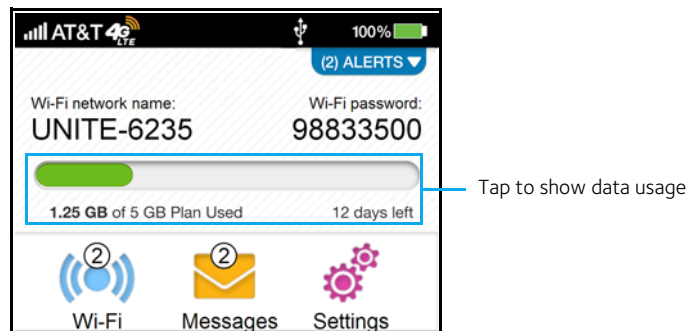 AT&T 4G LTE 100%
(2) ALERTS
Wi-Fi network name: Wi-Fi password:
UNITE-6235 98833500
Tap to show data usage
1.25 GB of 5 GB Plan Used 12 days left
2 2
Wi-Fi Messages Settings